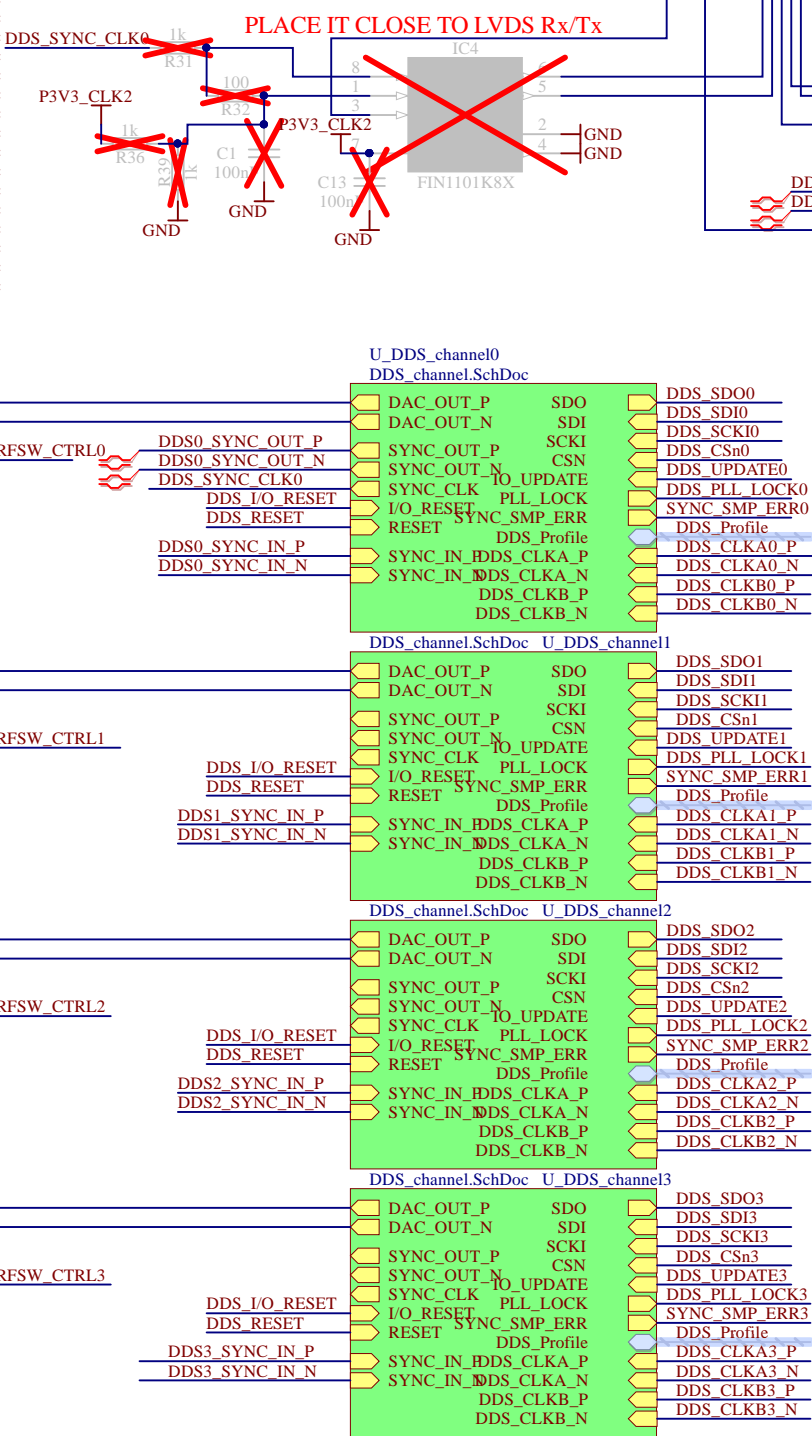 PLACE IT CLOSE TO LVDS Rx/Tx
DDS_SYNC_CLK0
1k
R31
IC4
8
1
3
7
6
5
2
4
GND
GND
FIN1101K8X
100
R32
P3V3_CLK2
P3V3_CLK2
1k
R36
R39
1k
C1
100n
C13
100n
GND
GND
GND
DD
DD
U_DDS_channel0
DDS_channel.SchDoc
DAC_OUT_P SDO DDS_SDO0
DAC_OUT_N SDI DDS_SDI0
SCKI DDS_SCKI0
RFSW_CTRL0 DDS0_SYNC_OUT_P SYNC_OUT_P CSN DDS_CSn0
DDS0_SYNC_OUT_N SYNC_OUT_N IO_UPDATE DDS_UPDATE0
DDS_SYNC_CLK0 SYNC_CLK PLL_LOCK DDS_PLL_LOCK0
DDS_I/O_RESET I/O_RESET SYNC_SMP_ERR SYNC_SMP_ERR0
DDS_RESET RESET DDS_Profile DDS_Profile
DDS0_SYNC_IN_P SYNC_IN_P DDS_CLKA_P DDS_CLKA0_P
DDS0_SYNC_IN_N SYNC_IN_N DDS_CLKA_N DDS_CLKA0_N
DDS_CLKB_P DDS_CLKB0_P
DDS_CLKB_N DDS_CLKB0_N
DDS_channel.SchDoc U_DDS_channel1
DAC_OUT_P SDO DDS_SDO1
DAC_OUT_N SDI DDS_SDI1
SCKI DDS_SCKI1
SYNC_OUT_P CSN DDS_CSn1
RFSW_CTRL1 SYNC_OUT_N IO_UPDATE DDS_UPDATE1
SYNC_CLK PLL_LOCK DDS_PLL_LOCK1
DDS_I/O_RESET I/O_RESET SYNC_SMP_ERR SYNC_SMP_ERR1
DDS_RESET RESET DDS_Profile DDS_Profile
DDS1_SYNC_IN_P SYNC_IN_P DDS_CLKA_P DDS_CLKA1_P
DDS1_SYNC_IN_N SYNC_IN_N DDS_CLKA_N DDS_CLKA1_N
DDS_CLKB_P DDS_CLKB1_P
DDS_CLKB_N DDS_CLKB1_N
DDS_channel.SchDoc U_DDS_channel2
DAC_OUT_P SDO DDS_SDO2
DAC_OUT_N SDI DDS_SDI2
SCKI DDS_SCKI2
SYNC_OUT_P CSN DDS_CSn2
RFSW_CTRL2 SYNC_OUT_N IO_UPDATE DDS_UPDATE2
SYNC_CLK PLL_LOCK DDS_PLL_LOCK2
DDS_I/O_RESET I/O_RESET SYNC_SMP_ERR SYNC_SMP_ERR2
DDS_RESET RESET DDS_Profile DDS_Profile
DDS2_SYNC_IN_P SYNC_IN_P DDS_CLKA_P DDS_CLKA2_P
DDS2_SYNC_IN_N SYNC_IN_N DDS_CLKA_N DDS_CLKA2_N
DDS_CLKB_P DDS_CLKB2_P
DDS_CLKB_N DDS_CLKB2_N
DDS_channel.SchDoc U_DDS_channel3
DAC_OUT_P SDO DDS_SDO3
DAC_OUT_N SDI DDS_SDI3
SCKI DDS_SCKI3
SYNC_OUT_P CSN DDS_CSn3
RFSW_CTRL3 SYNC_OUT_N IO_UPDATE DDS_UPDATE3
SYNC_CLK PLL_LOCK DDS_PLL_LOCK3
DDS_I/O_RESET I/O_RESET SYNC_SMP_ERR SYNC_SMP_ERR3
DDS_RESET RESET DDS_Profile DDS_Profile
DDS3_SYNC_IN_P SYNC_IN_P DDS_CLKA_P DDS_CLKA3_P
DDS3_SYNC_IN_N SYNC_IN_N DDS_CLKA_N DDS_CLKA3_N
DDS_CLKB_P DDS_CLKB3_P
DDS_CLKB_N DDS_CLKB3_N